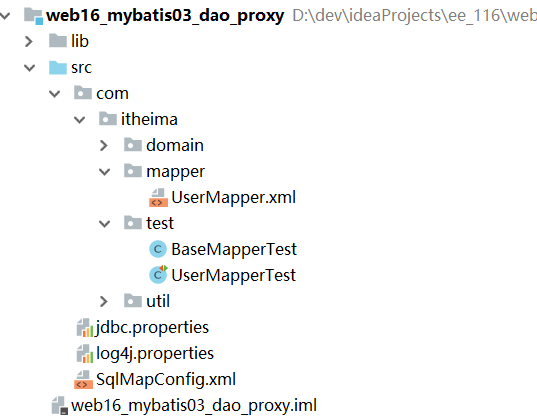 web16_mybatis03_dao_proxy D:\dev\ideaProjects\ee_116\web
lib
src
com
itheima
domain
mapper
UserMapper.xml
test
BaseMapperTest
UserMapperTest
util
jdbc.properties
log4j.properties
SqlMapConfig.xml
web16_mybatis03_dao_proxy.iml